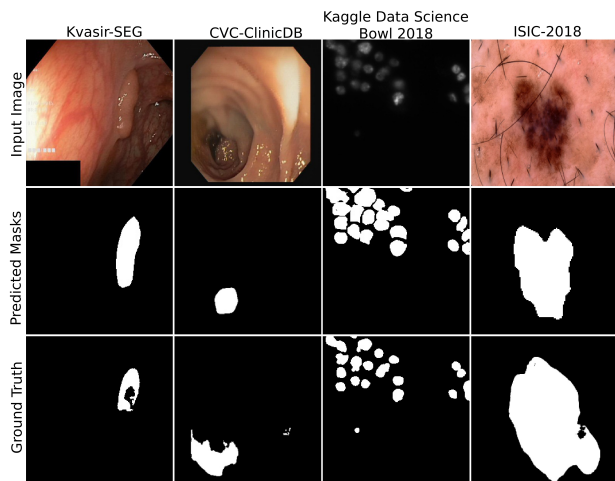 Kvasir-SEG
CVC-ClinicDB
Kaggle Data Science
Bowl 2018
ISIC-2018
Input Image
Predicted Masks
Ground Truth